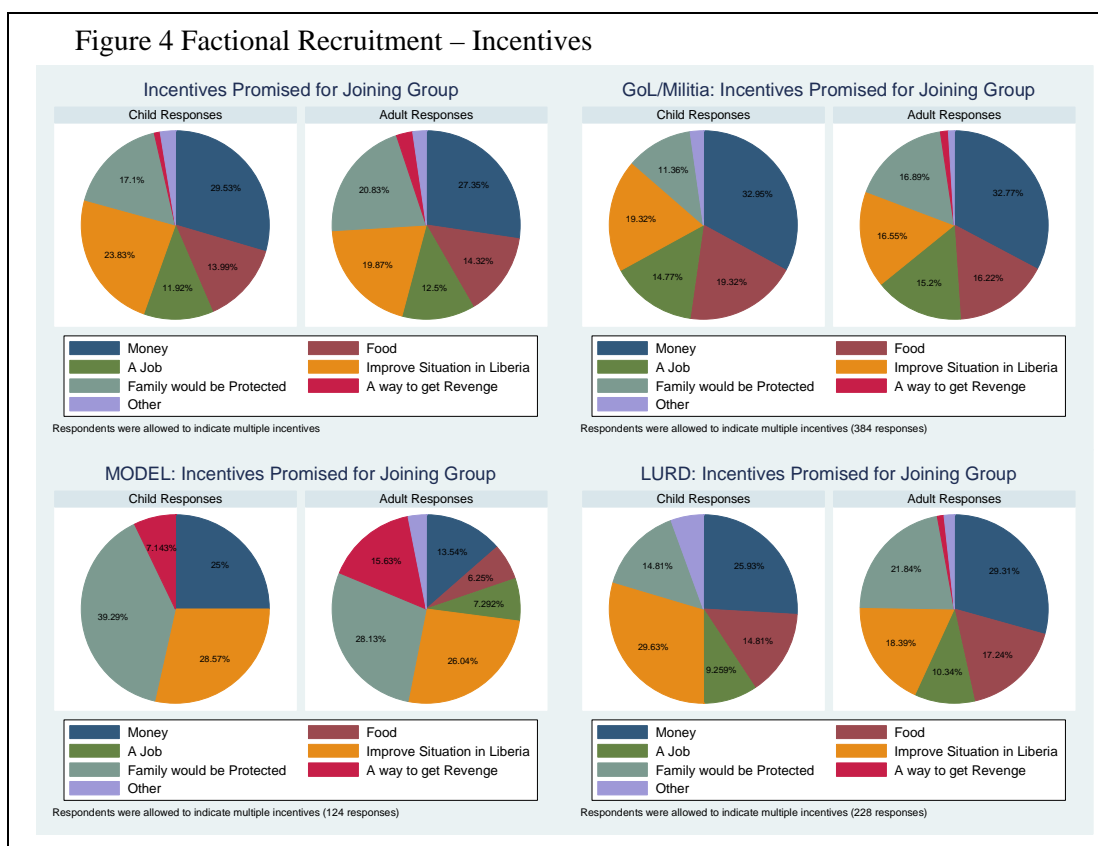 Figure 4 Factional Recruitment – Incentives
Incentives Promised for Joining Group
Child Responses
Adult Responses
29.53%
13.99%
11.92%
23.83%
17.1%
27.35%
14.32%
12.5%
19.87%
20.83%
Money
Food
A Job
Improve Situation in Liberia
Family would be Protected
A way to get Revenge
Other
Respondents were allowed to indicate multiple incentives
GoL/Militia: Incentives Promised for Joining Group
Child Responses
Adult Responses
32.95%
19.32%
14.77%
19.32%
11.36%
32.77%
16.22%
15.2%
16.55%
16.89%
Money
Food
A Job
Improve Situation in Liberia
Family would be Protected
A way to get Revenge
Other
Respondents were allowed to indicate multiple incentives (384 responses)
MODEL: Incentives Promised for Joining Group
Child Responses
Adult Responses
25%
28.57%
39.29%
7.143%
13.54%
6.25%
7.292%
26.04%
28.13%
15.63%
Money
Food
A Job
Improve Situation in Liberia
Family would be Protected
A way to get Revenge
Other
Respondents were allowed to indicate multiple incentives (124 responses)
LURD: Incentives Promised for Joining Group
Child Responses
Adult Responses
25.93%
14.81%
9.259%
29.63%
14.81%
29.31%
17.24%
10.34%
18.39%
21.84%
Money
Food
A Job
Improve Situation in Liberia
Family would be Protected
A way to get Revenge
Other
Respondents were allowed to indicate multiple incentives (228 responses)